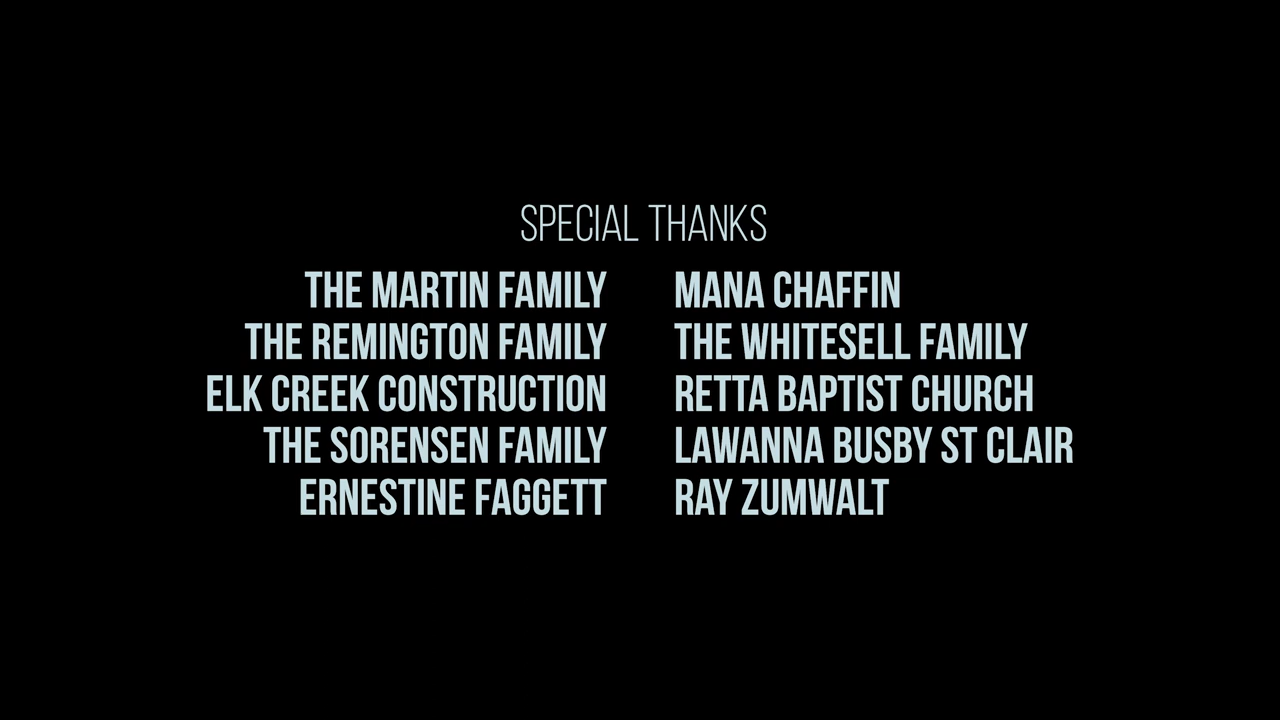 SPECIAL THANKS
THE MARTIN FAMILY
THE REMINGTON FAMILY
ELK CREEK CONSTRUCTION
THE SORENSEN FAMILY
ERNESTINE FAGGETT
MANA CHAFFIN
THE WHITESELL FAMILY
RETTA BAPTIST CHURCH
LAWANNA BUSBY ST CLAIR
RAY ZUMWALT